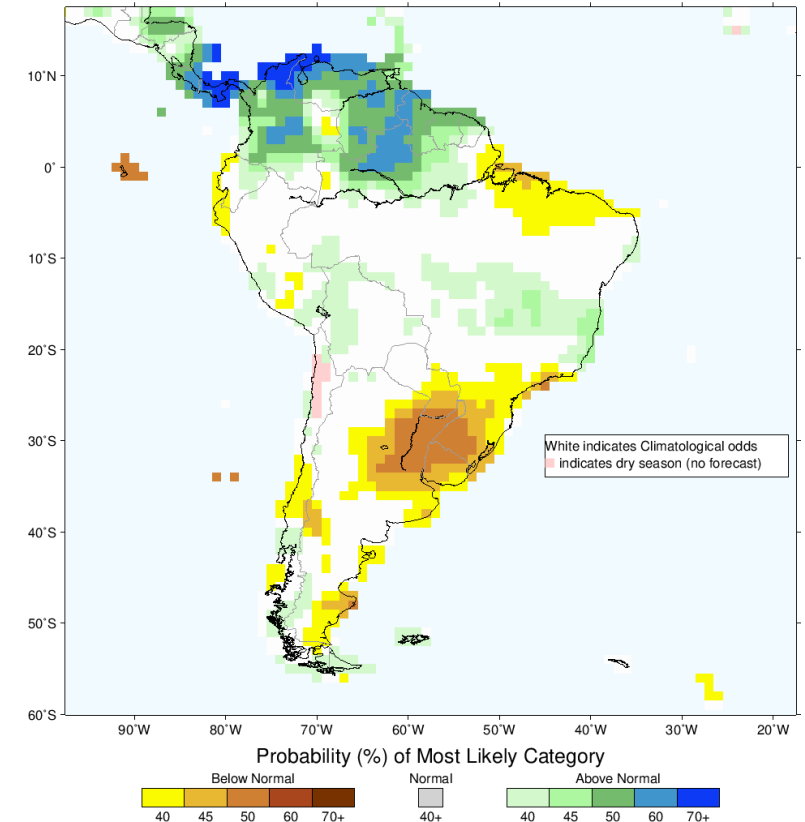 10˚N
0˚
10˚S
20˚S
30˚S
White indicates Climatological odds
indicates dry season (no forecast)
40˚S
50˚S
60˚S
90˚W 80˚W 70˚W 60˚W 50˚W 40˚W 30˚W 20˚W
Probability (%) of Most Likely Category
Below Normal Normal Above Normal
40 45 50 60 70+ 40+ 40 45 50 60 70+